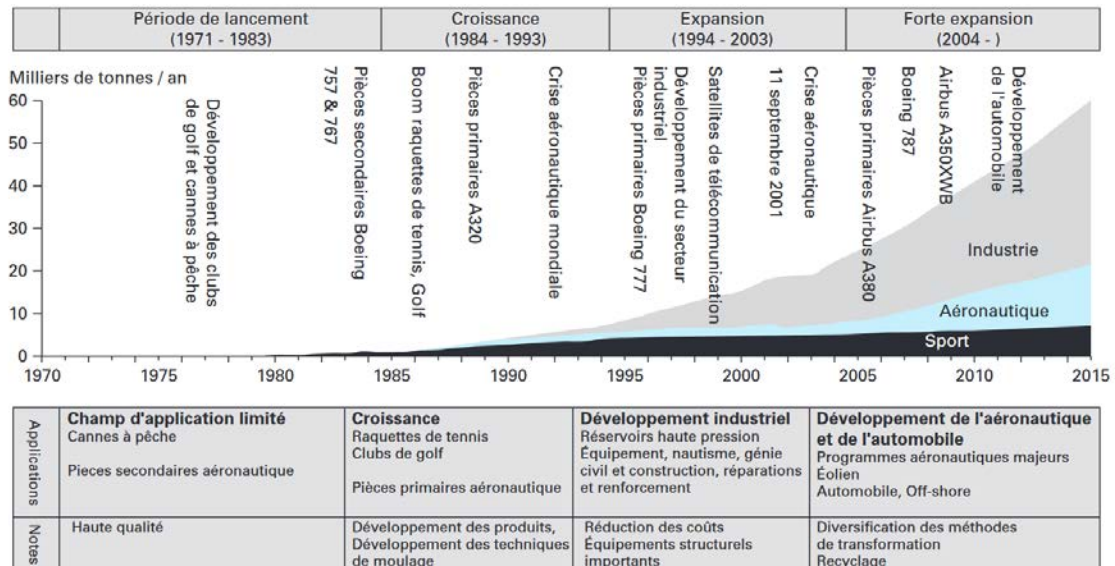 Période de lancement
(1971 - 1983)
Croissance
(1984 - 1993)
Expansion
(1994 - 2003)
Forte expansion
(2004 - )
Milliers de tonnes / an
60
50
40
30
20
10
0
Développement des clubs
de golf et cannes à pêche
Pièces secondaires Boeing
757 & 767
Boom raquettes de tennis, Golf
Pièces primaires A320
Crise aéronautique mondiale
Pièces primaires Boeing 777
Développement du secteur
industriel
Satellites de télécommunication
11 septembre 2001
Crise aéronautique
Pièces primaires Airbus A380
Boeing 787
Airbus A350XWB
Développement
de l'automobile
Industrie
Aéronautique
Sport
1970
1975
1980
1985
1990
1995
2000
2005
2010
2015
Applications
Champ d'application limité
Cannes à pêche
Pieces secondaires aéronautique
Croissance
Raquettes de tennis
Clubs de golf
Pièces primaires aéronautique
Développement industriel
Réservoirs haute pression
Équipement, nautisme, génie
civil et construction, réparations
et renforcement
Développement de l'aéronautique
et de l'automobile
Programmes aéronautiques majeurs
Éolien
Automobile, Off-shore
Notes
Haute qualité
Développement des produits,
Développement des techniques
de moulage
Réduction des coûts
Équipements structurels
importants
Diversification des méthodes
de transformation
Recyclage